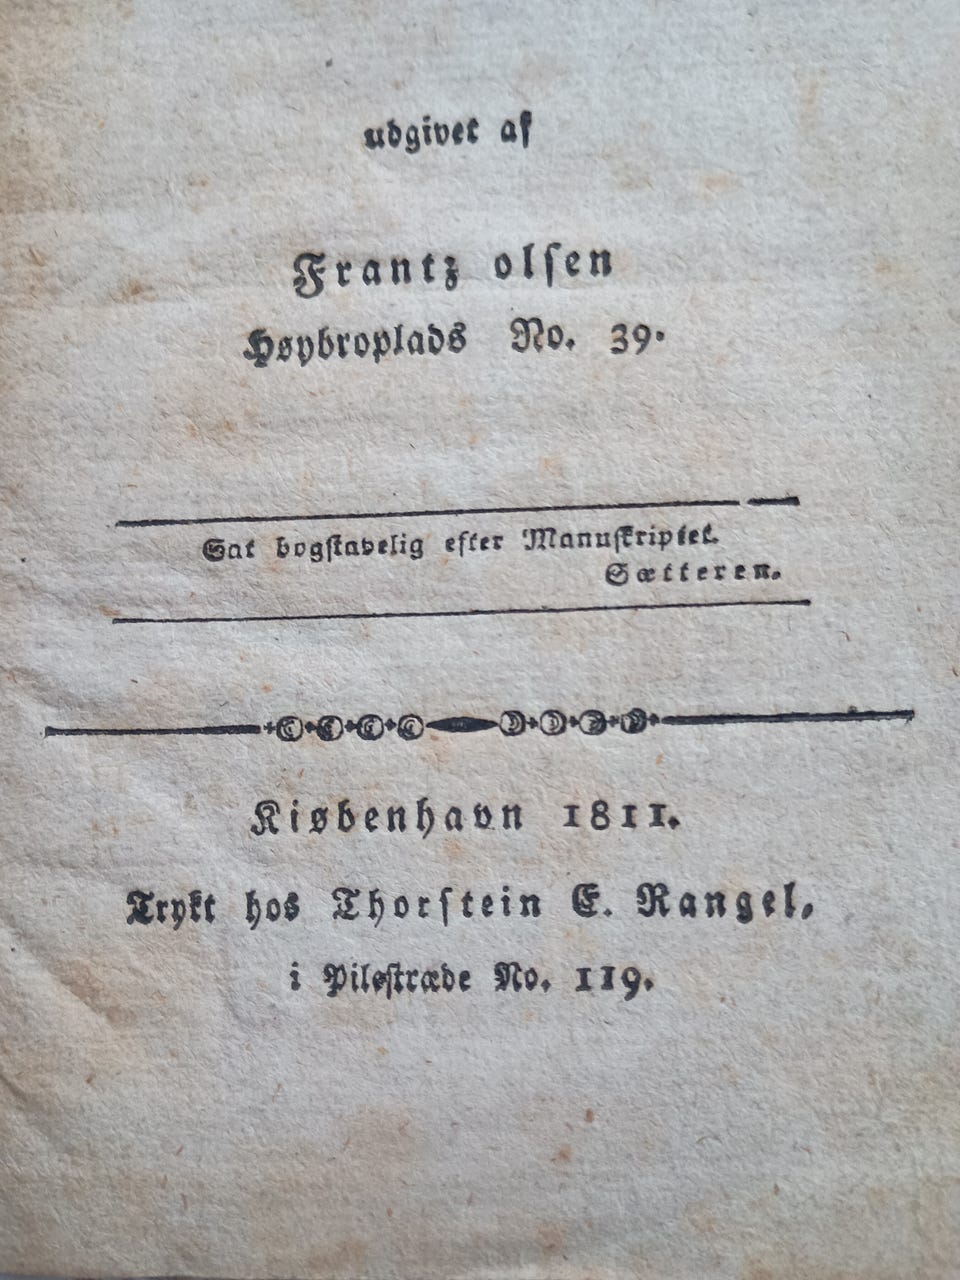 udgivet af
Frantz olsen
Høybroplads No. 39.
Sat bogstavelig efter Manuskriptet.
Sætteren.
Kiøbenhavn 1811.
Trykt hos Thorstein E. Rangel,
i Pilestræde No. 119.